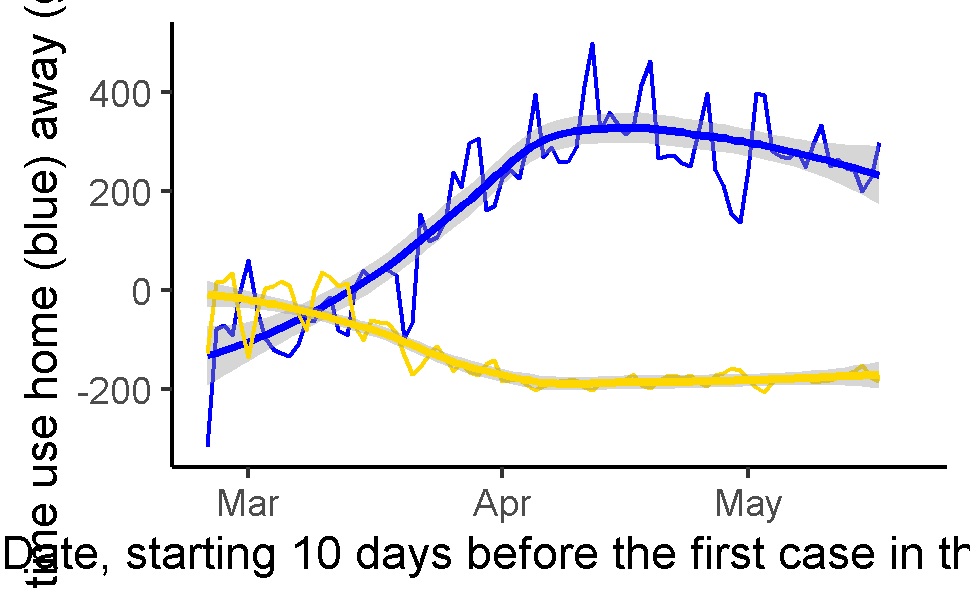 time use home (blue) away (
400
200
0
-200
Mar Apr May
Date, starting 10 days before the first case in th